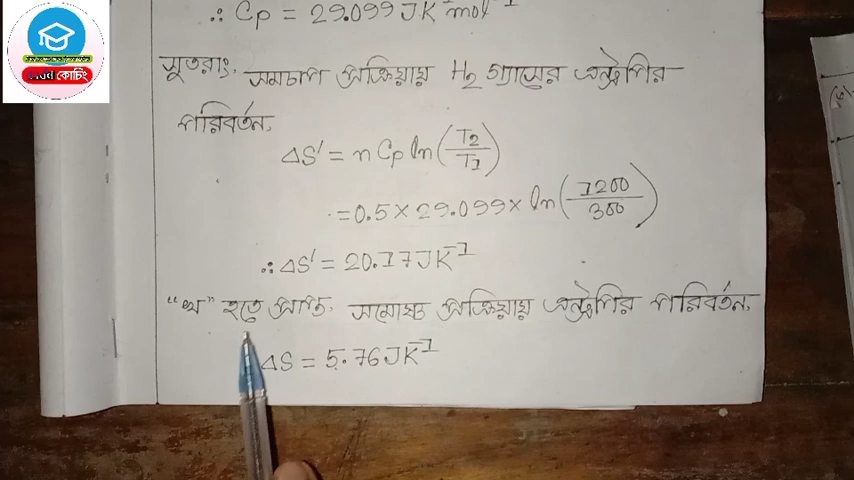 ∴ Cp = 29.099 JK⁻¹mol⁻¹
সুতরাং, সমচাপ প্রক্রিয়ায় H₂ গ্যাসের এন্ট্রপির
পরিবর্তন,
ΔS' = n Cp ln(T₂/T₁)
= 0.5 × 29.099 × ln(1200/300)
∴ ΔS' = 20.17 JK⁻¹
"খ" হতে প্রাপ্ত, সমোষ্ণ প্রক্রিয়ায় এন্ট্রপির পরিবর্তন,
ΔS = 5.76 JK⁻¹
কোচিং